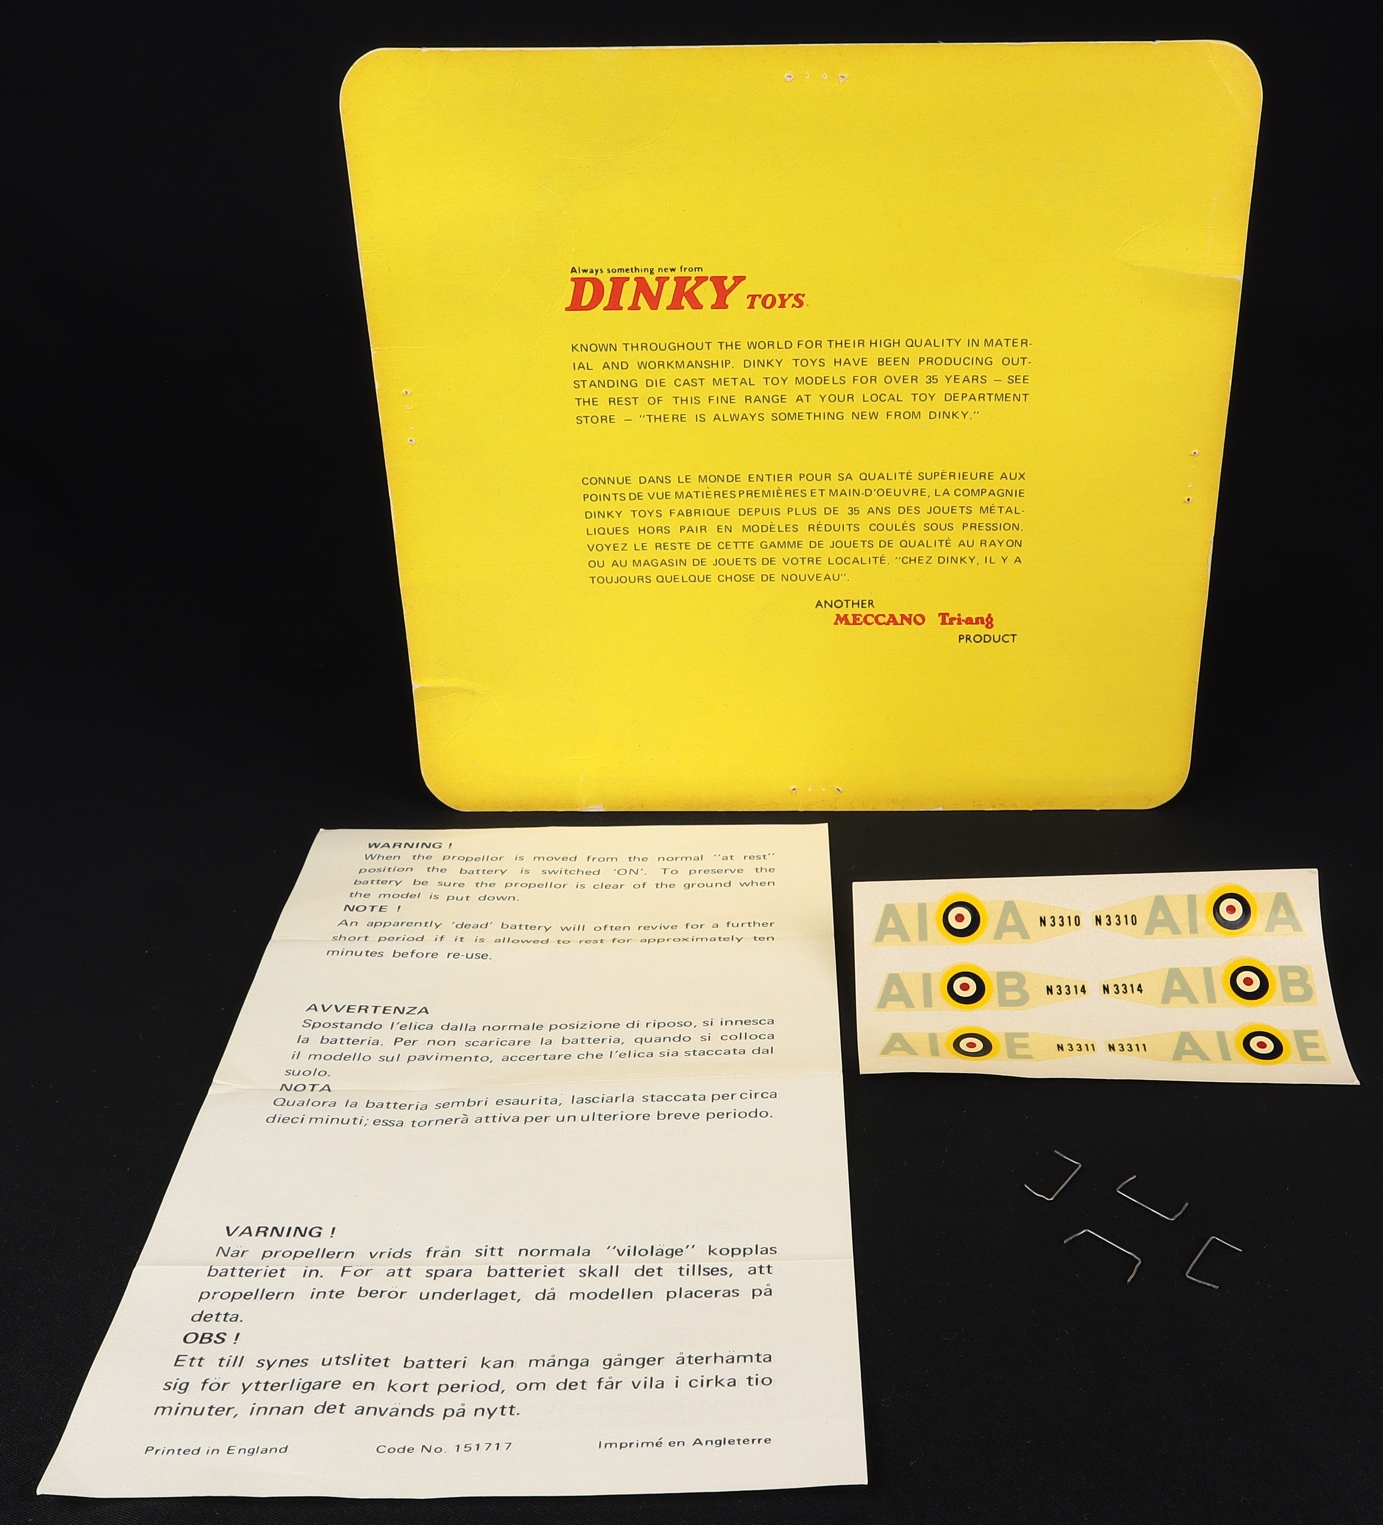 Always something new from
DINKY TOYS
KNOWN THROUGHOUT THE WORLD FOR THEIR HIGH QUALITY IN MATER-
IAL AND WORKMANSHIP. DINKY TOYS HAVE BEEN PRODUCING OUT-
STANDING DIE CAST METAL TOY MODELS FOR OVER 35 YEARS – SEE
THE REST OF THIS FINE RANGE AT YOUR LOCAL TOY DEPARTMENT
STORE – "THERE IS ALWAYS SOMETHING NEW FROM DINKY."
CONNUE DANS LE MONDE ENTIER POUR SA QUALITÉ SUPÉRIEURE AUX
POINTS DE VUE MATIÈRES PREMIÈRES ET MAIN-D'OEUVRE, LA COMPAGNIE
DINKY TOYS FABRIQUE DEPUIS PLUS DE 35 ANS DES JOUETS MÉTAL-
LIQUES HORS PAIR EN MODÈLES RÉDUITS COULÉS SOUS PRESSION.
VOYEZ LE RESTE DE CETTE GAMME DE JOUETS DE QUALITÉ AU RAYON
OU AU MAGASIN DE JOUETS DE VOTRE LOCALITÉ. "CHEZ DINKY, IL Y A
TOUJOURS QUELQUE CHOSE DE NOUVEAU".
ANOTHER
MECCANO Tri-ang
PRODUCT
WARNING !
When the propellor is moved from the normal "at rest"
position the battery is switched 'ON'. To preserve the
battery be sure the propellor is clear of the ground when
the model is put down.
NOTE !
An apparently 'dead' battery will often revive for a further
short period if it is allowed to rest for approximately ten
minutes before re-use.
AVVERTENZA
Spostando l'elica dalla normale posizione di riposo, si innesca
la batteria. Per non scaricare la batteria, quando si colloca
il modello sul pavimento, accertare che l'elica sia staccata dal
suolo.
NOTA
Qualora la batteria sembri esaurita, lasciarla staccata per circa
dieci minuti; essa tornerà attiva per un ulteriore breve periodo.
VARNING !
När propellern vrids från sitt normala "viloläge" kopplas
batteriet in. För att spara batteriet skall det tillses, att
propellern inte berör underlaget, då modellen placeras på
detta.
OBS !
Ett till synes utslitet batteri kan många gånger återhämta
sig för ytterligare en kort period, om det får vila i cirka tio
minuter, innan det används på nytt.
Printed in England Code No. 151717 Imprimé en Angleterre
AI A N3310 N3310 AI A
AI B N3314 N3314 AI B
AI E N3311 N3311 AI E